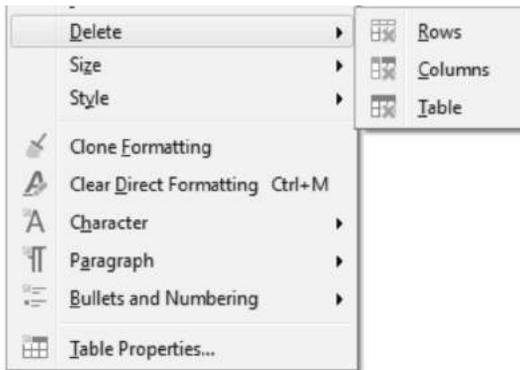 Delete
Size
Style
Clone Formatting
Clear Direct Formatting Ctrl+M
Character
Paragraph
Bullets and Numbering
Table Properties...
Rows
Columns
Table